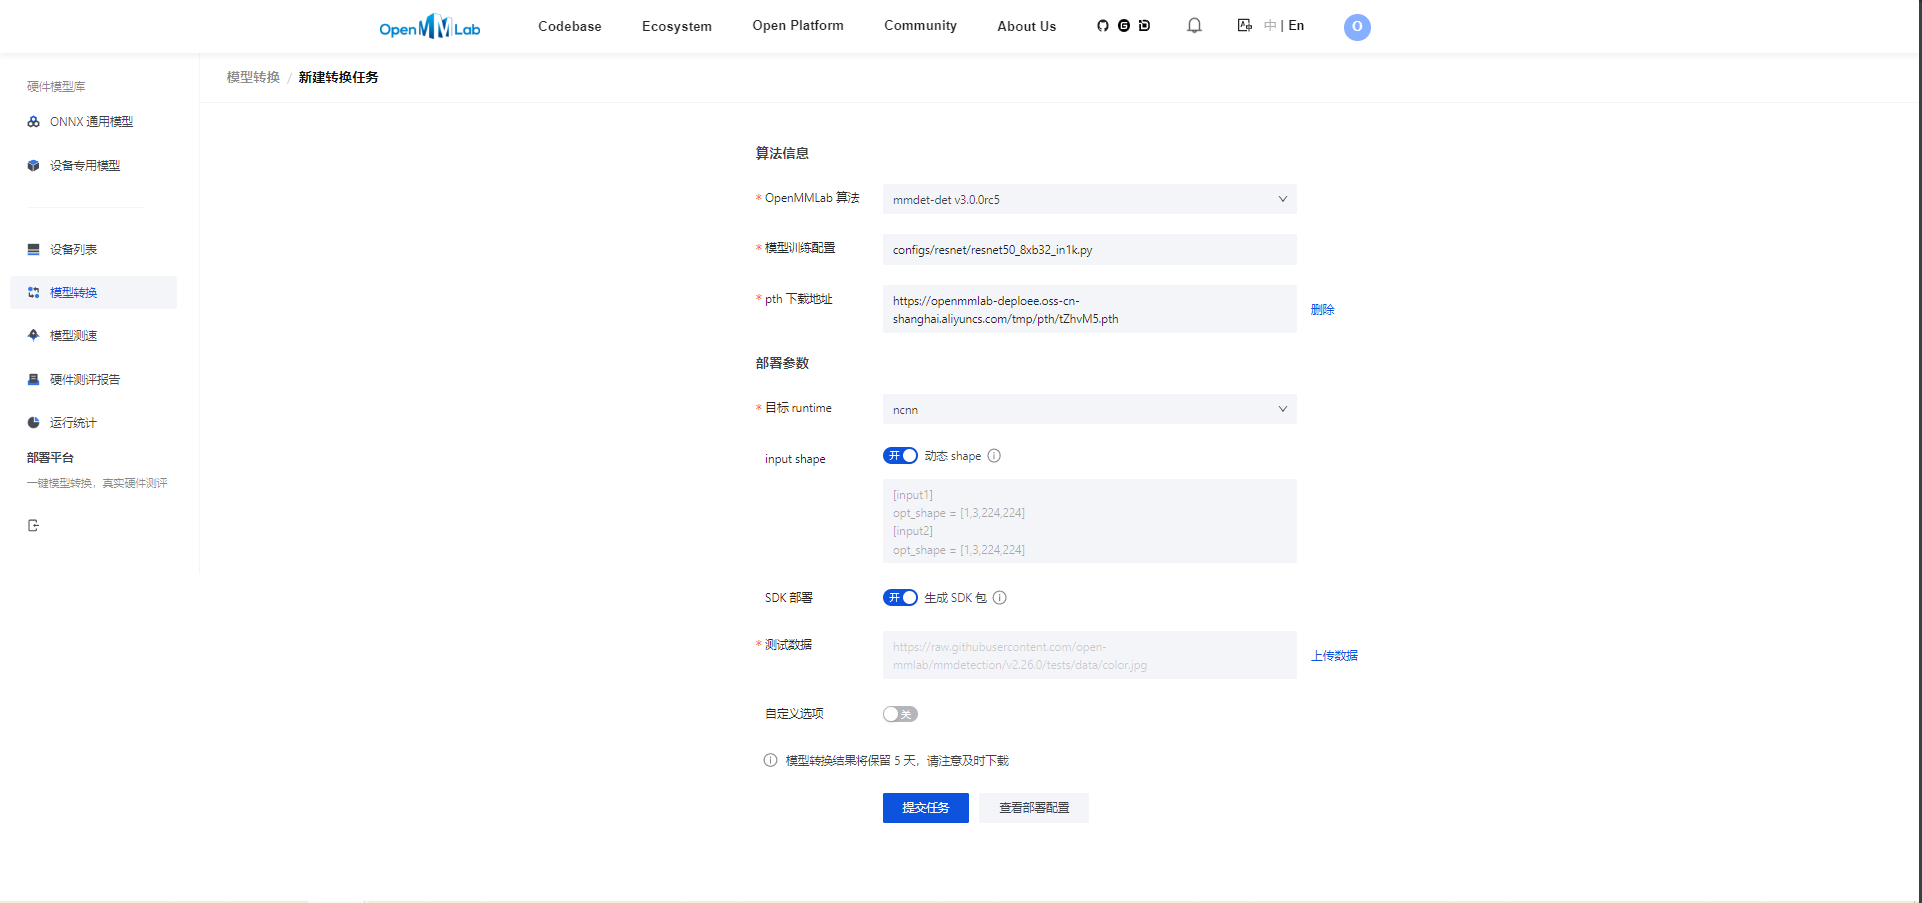 OpenMMLab
Codebase
Ecosystem
Open Platform
Community
About Us
中 | En
O
硬件模型库
ONNX 通用模型
设备专用模型
设备列表
模型转换
模型测速
硬件测评报告
运行统计
部署平台
一键模型转换，真实硬件测评
模型转换 / 新建转换任务
算法信息
* OpenMMLab 算法
mmdet-det v3.0.0rc5
* 模型训练配置
configs/resnet/resnet50_8xb32_in1k.py
* pth 下载地址
https://openmmlab-deploee.oss-cn-
shanghai.aliyuncs.com/tmp/pth/tZhvM5.pth
删除
部署参数
* 目标 runtime
ncnn
input shape
开 动态 shape
[input1]
opt_shape = [1,3,224,224]
[input2]
opt_shape = [1,3,224,224]
SDK 部署
开 生成 SDK 包
* 测试数据
https://raw.githubusercontent.com/open-
mmlab/mmdetection/v2.26.0/tests/data/color.jpg
上传数据
自定义选项
关
模型转换结果将保留 5 天，请注意及时下载
提交任务
查看部署配置